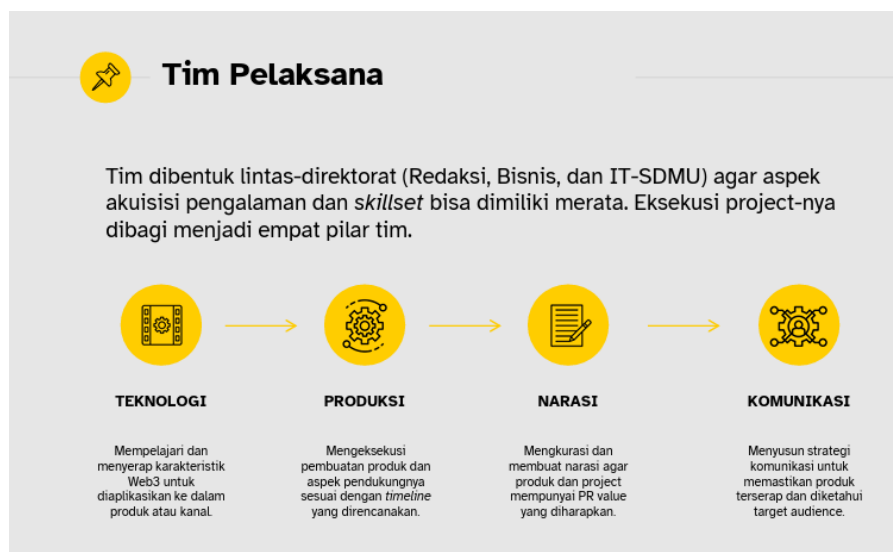 Tim Pelaksana
Tim dibentuk lintas-direktorat (Redaksi, Bisnis, dan IT-SDMU) agar aspek
akuisisi pengalaman dan skillset bisa dimiliki merata. Eksekusi project-nya
dibagi menjadi empat pilar tim.
TEKNOLOGI
Mempelajari dan
menyerap karakteristik
Web3 untuk
diaplikasikan ke dalam
produk atau kanal.
PRODUKSI
Mengeksekusi
pembuatan produk dan
aspek pendukungnya
sesuai dengan timeline
yang direncanakan.
NARASI
Mengkurasi dan
membuat narasi agar
produk dan project
mempunyai PR value
yang diharapkan.
KOMUNIKASI
Menyusun strategi
komunikasi untuk
memastikan produk
terserap dan diketahui
target audience.